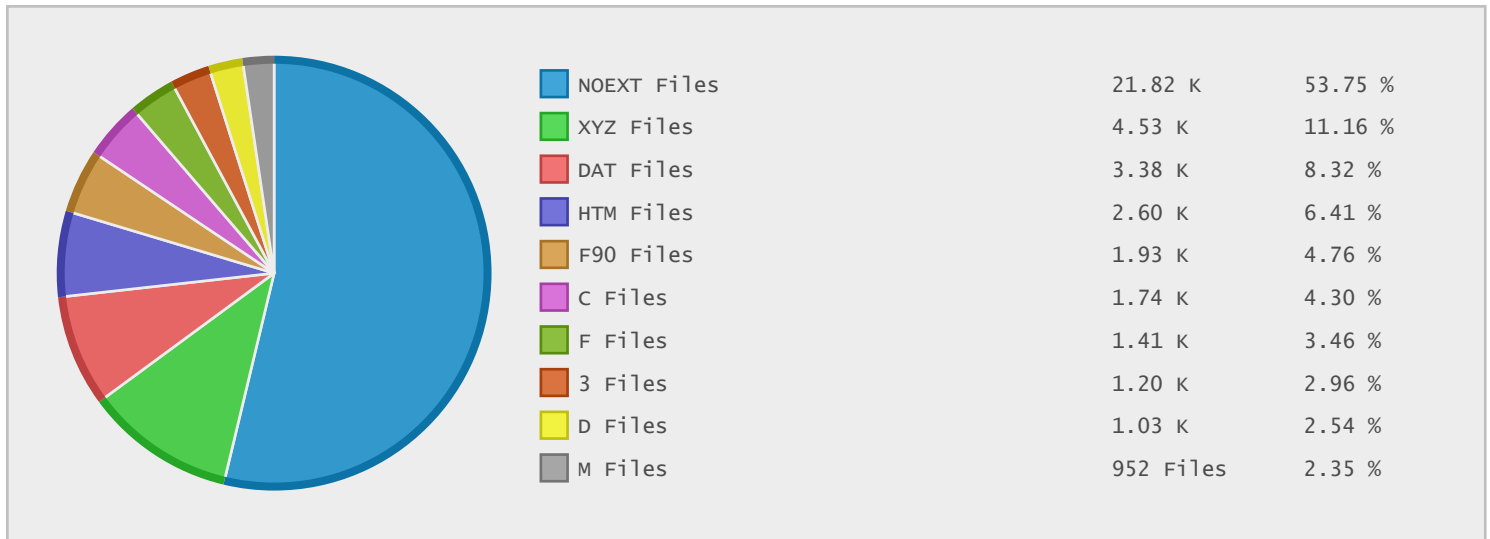 NOEXT Files 21.82 K 53.75 %
XYZ Files 4.53 K 11.16 %
DAT Files 3.38 K 8.32 %
HTM Files 2.60 K 6.41 %
F90 Files 1.93 K 4.76 %
C Files 1.74 K 4.30 %
F Files 1.41 K 3.46 %
3 Files 1.20 K 2.96 %
D Files 1.03 K 2.54 %
M Files 952 Files 2.35 %